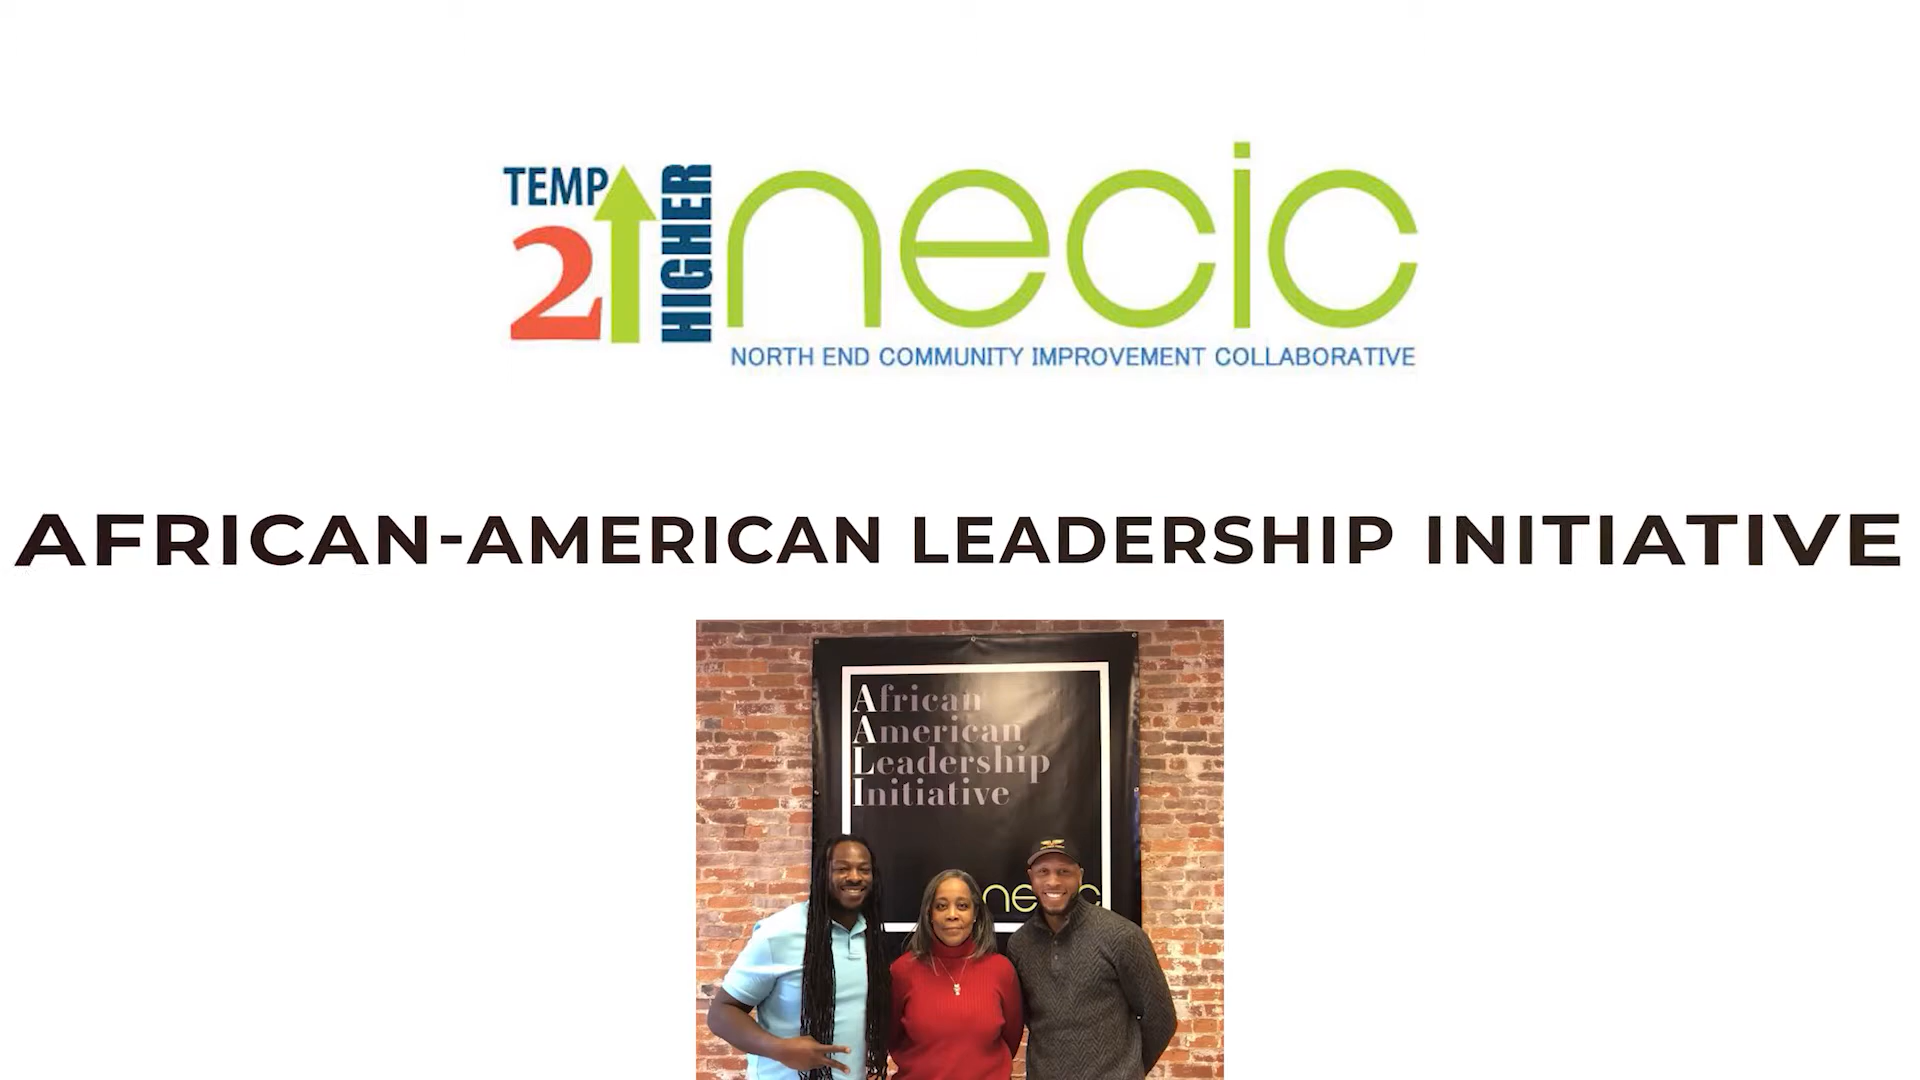 TEMP
2
HIGHER
necic
NORTH END COMMUNITY IMPROVEMENT COLLABORATIVE
AFRICAN-AMERICAN LEADERSHIP INITIATIVE
African
American
Leadership
Initiative